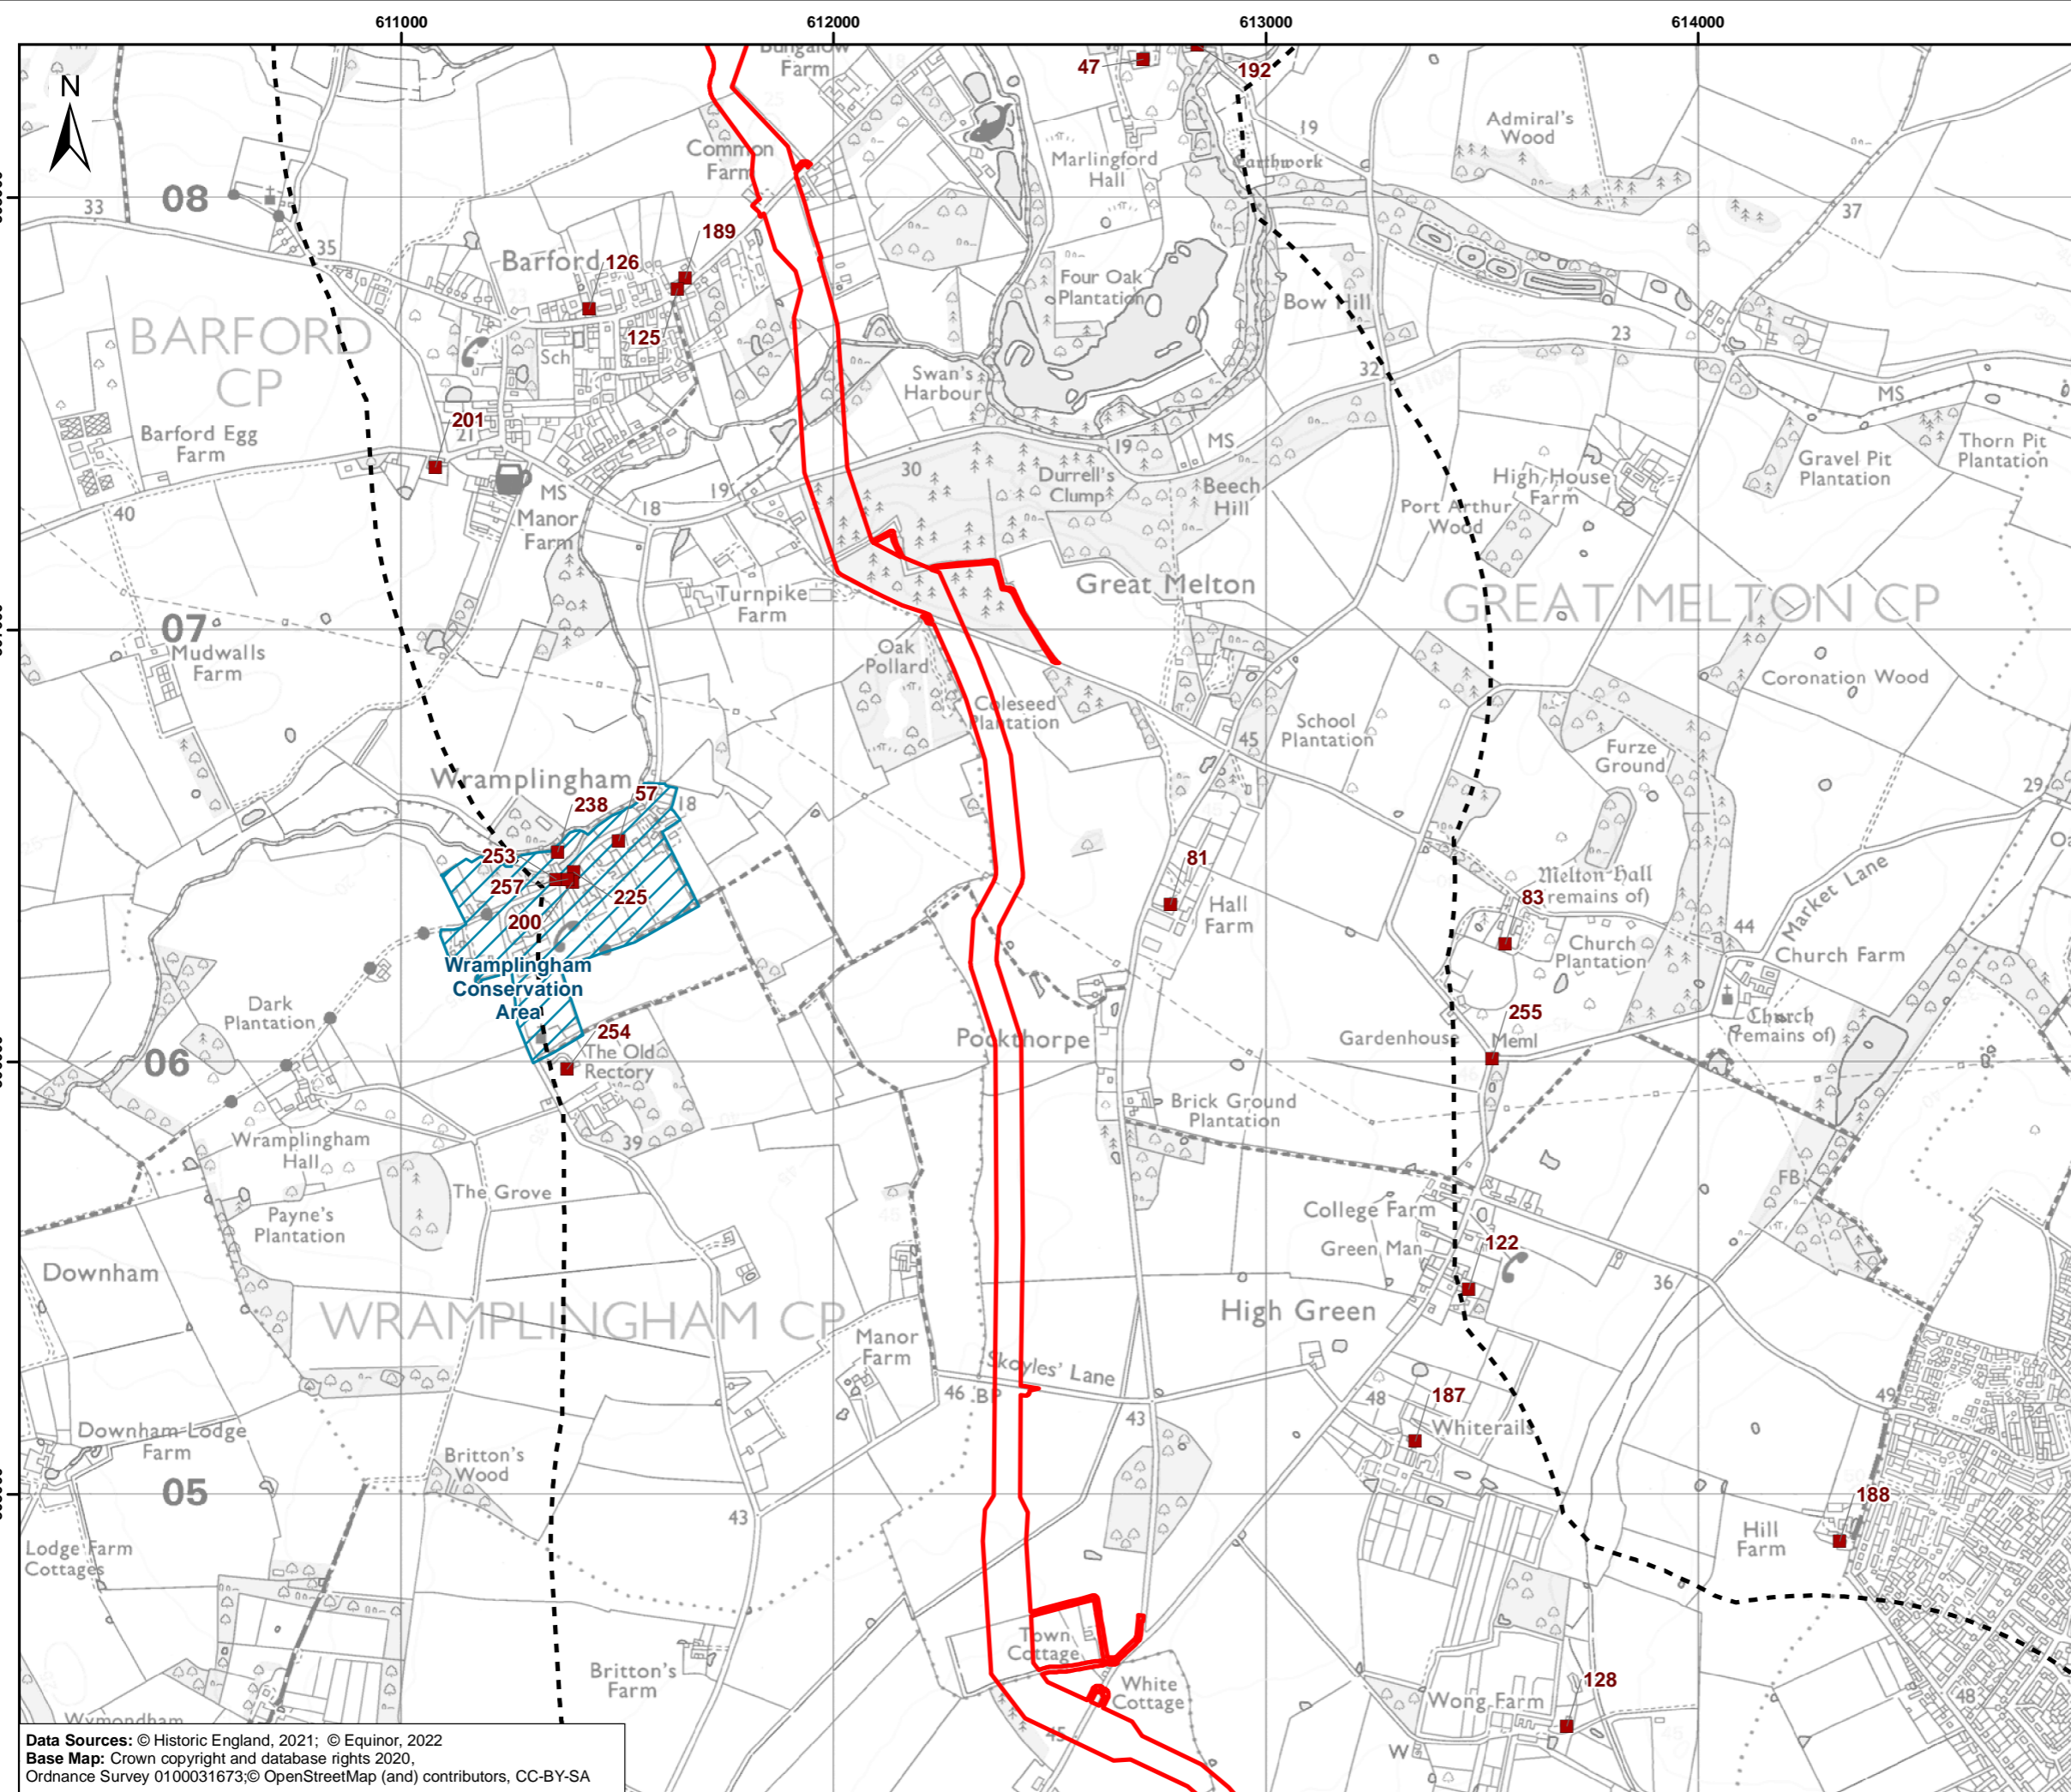 611000
612000
613000
614000
N
Bungalow
Farm
47
192
19
Admiral's
Wood
Common
Farm
Marlingford
Hall
Earthwork
08
33
35
37
189
Barford
126
Four Oak
Plantation
Bow Hill
BARFORD
CP
23
125
Sch
23
Swan's
Harbour
32
MS
201
21
Barford Egg
Farm
30
19
MS
Durrell's
Clump
Beech
Hill
High House
Farm
Gravel Pit
Plantation
Thorn Pit
Plantation
40
MS
Manor
Farm
19
18
Port Arthur
Wood
Turnpike
Farm
Great Melton
GREAT MELTON CP
07
Mudwalls
Farm
Oak
Pollard
Coronation Wood
Coleseed
Plantation
School
Plantation
45
Furze
Ground
Wramplingham
57
238
18
29
253
257
225
200
81
Hall
Farm
Melton Hall
(remains of)
83
Market Lane
44
Church
Plantation
Church Farm
Wramplingham
Conservation
Area
Dark
Plantation
255
254
The Old
Rectory
Pockthorpe
Gardenhouse
Meml
Church
(remains of)
06
46
Brick Ground
Plantation
Wramplingham
Hall
39
The Grove
FB
Payne's
Plantation
College Farm
Green Man
122
Downham
36
High Green
WRAMPLINGHAM CP
Manor
Farm
Skoyles' Lane
46
BP
43
48
187
Whiterails
49
Downham Lodge
Farm
Britton's
Wood
05
43
188
Hill
Farm
Lodge Farm
Cottages
Town
Cottage
Britton's
Farm
White
Cottage
128
Wong Farm
48
45
W
Wymondham
Data Sources: © Historic England, 2021; © Equinor, 2022
Base Map: Crown copyright and database rights 2020,
Ordnance Survey 0100031673;© OpenStreetMap (and) contributors, CC-BY-SA